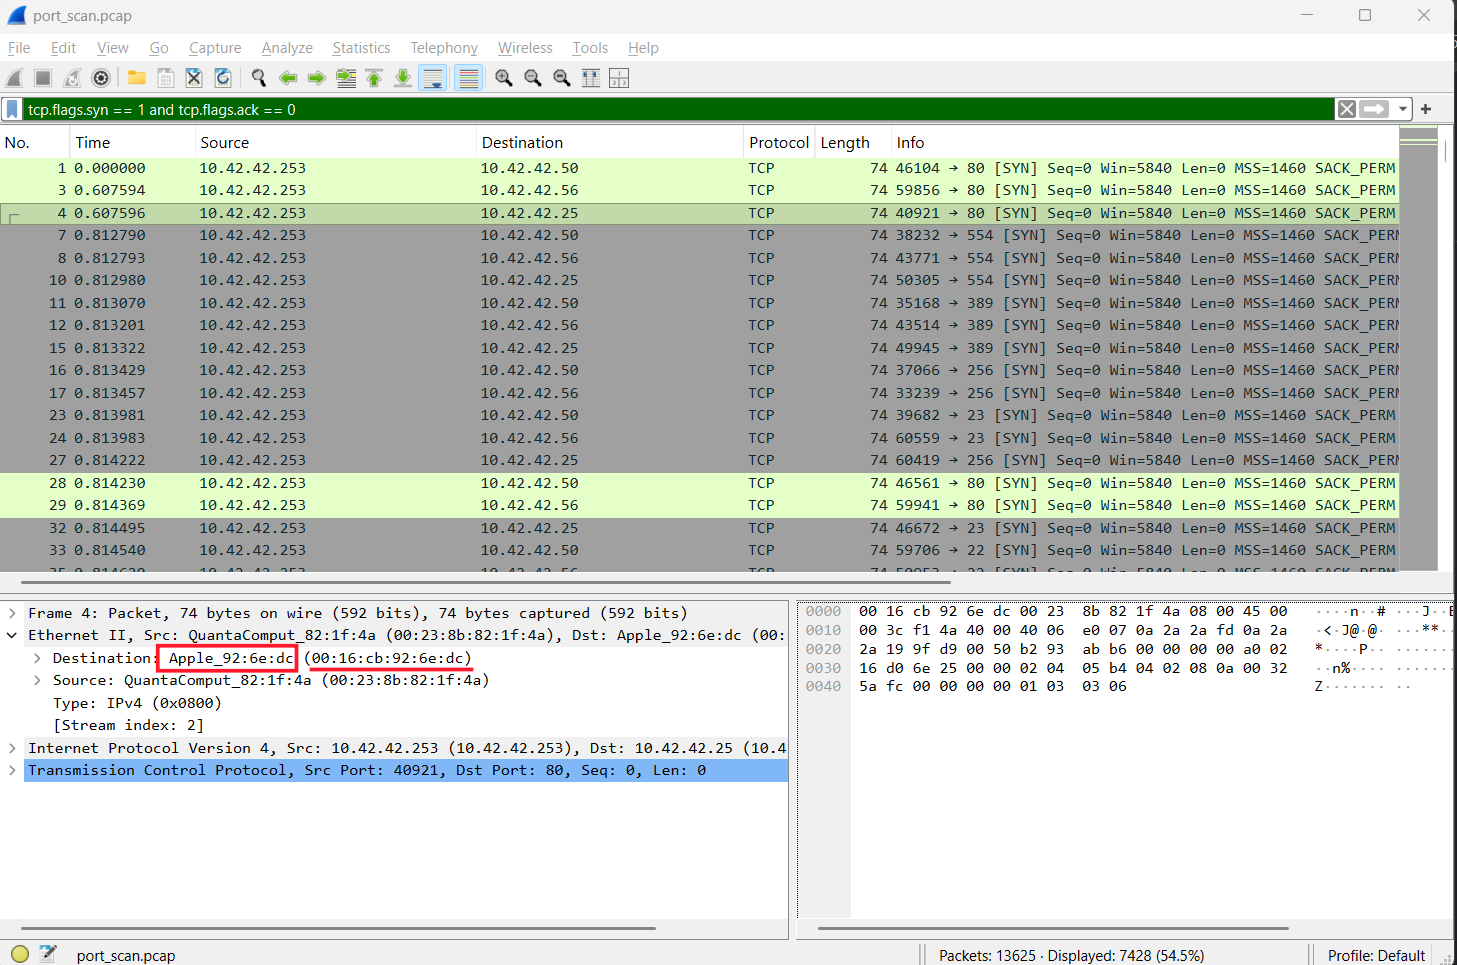 port_scan.pcap
File Edit View Go Capture Analyze Statistics Telephony Wireless Tools Help
tcp.flags.syn == 1 and tcp.flags.ack == 0
No. Time Source Destination Protocol Length Info
1 0.000000 10.42.42.253 10.42.42.50 TCP 74 46104 → 80 [SYN] Seq=0 Win=5840 Len=0 MSS=1460 SACK_PERM
3 0.607594 10.42.42.253 10.42.42.56 TCP 74 59856 → 80 [SYN] Seq=0 Win=5840 Len=0 MSS=1460 SACK_PERM
4 0.607596 10.42.42.253 10.42.42.25 TCP 74 40921 → 80 [SYN] Seq=0 Win=5840 Len=0 MSS=1460 SACK_PERM
7 0.812790 10.42.42.253 10.42.42.50 TCP 74 38232 → 554 [SYN] Seq=0 Win=5840 Len=0 MSS=1460 SACK_PERM
8 0.812793 10.42.42.253 10.42.42.56 TCP 74 43771 → 554 [SYN] Seq=0 Win=5840 Len=0 MSS=1460 SACK_PERM
10 0.812980 10.42.42.253 10.42.42.25 TCP 74 50305 → 554 [SYN] Seq=0 Win=5840 Len=0 MSS=1460 SACK_PERM
11 0.813070 10.42.42.253 10.42.42.50 TCP 74 35168 → 389 [SYN] Seq=0 Win=5840 Len=0 MSS=1460 SACK_PERM
12 0.813201 10.42.42.253 10.42.42.56 TCP 74 43514 → 389 [SYN] Seq=0 Win=5840 Len=0 MSS=1460 SACK_PERM
15 0.813322 10.42.42.253 10.42.42.25 TCP 74 49945 → 389 [SYN] Seq=0 Win=5840 Len=0 MSS=1460 SACK_PERM
16 0.813429 10.42.42.253 10.42.42.50 TCP 74 37066 → 256 [SYN] Seq=0 Win=5840 Len=0 MSS=1460 SACK_PERM
17 0.813457 10.42.42.253 10.42.42.56 TCP 74 33239 → 256 [SYN] Seq=0 Win=5840 Len=0 MSS=1460 SACK_PERM
23 0.813981 10.42.42.253 10.42.42.50 TCP 74 39682 → 23 [SYN] Seq=0 Win=5840 Len=0 MSS=1460 SACK_PERM
24 0.813983 10.42.42.253 10.42.42.56 TCP 74 60559 → 23 [SYN] Seq=0 Win=5840 Len=0 MSS=1460 SACK_PERM
27 0.814222 10.42.42.253 10.42.42.25 TCP 74 60419 → 256 [SYN] Seq=0 Win=5840 Len=0 MSS=1460 SACK_PERM
28 0.814230 10.42.42.253 10.42.42.50 TCP 74 46561 → 80 [SYN] Seq=0 Win=5840 Len=0 MSS=1460 SACK_PERM
29 0.814369 10.42.42.253 10.42.42.56 TCP 74 59941 → 80 [SYN] Seq=0 Win=5840 Len=0 MSS=1460 SACK_PERM
32 0.814495 10.42.42.253 10.42.42.25 TCP 74 46672 → 23 [SYN] Seq=0 Win=5840 Len=0 MSS=1460 SACK_PERM
33 0.814540 10.42.42.253 10.42.42.50 TCP 74 59706 → 22 [SYN] Seq=0 Win=5840 Len=0 MSS=1460 SACK_PERM
Frame 4: Packet, 74 bytes on wire (592 bits), 74 bytes captured (592 bits)
Ethernet II, Src: QuantaComput_82:1f:4a (00:23:8b:82:1f:4a), Dst: Apple_92:6e:dc (00:
Destination: Apple_92:6e:dc (00:16:cb:92:6e:dc)
Source: QuantaComput_82:1f:4a (00:23:8b:82:1f:4a)
Type: IPv4 (0x0800)
[Stream index: 2]
Internet Protocol Version 4, Src: 10.42.42.253 (10.42.42.253), Dst: 10.42.42.25 (10.4
Transmission Control Protocol, Src Port: 40921, Dst Port: 80, Seq: 0, Len: 0
0000 00 16 cb 92 6e dc 00 23 8b 82 1f 4a 08 00 45 00 ····n··# ···J··E
0010 00 3c f1 4a 40 00 40 06 e0 07 0a 2a 2a fd 0a 2a ·<·J@·@· ···**··
0020 2a 19 9f d9 00 50 b2 93 ab b6 00 00 00 00 a0 02 *····P·· ·······
0030 16 d0 6e 25 00 00 02 04 05 b4 04 02 08 0a 00 32 ··n%···· ·······
0040 5a fc 00 00 00 00 01 03 03 06 Z······· ··
port_scan.pcap
Packets: 13625 · Displayed: 7428 (54.5%)
Profile: Default